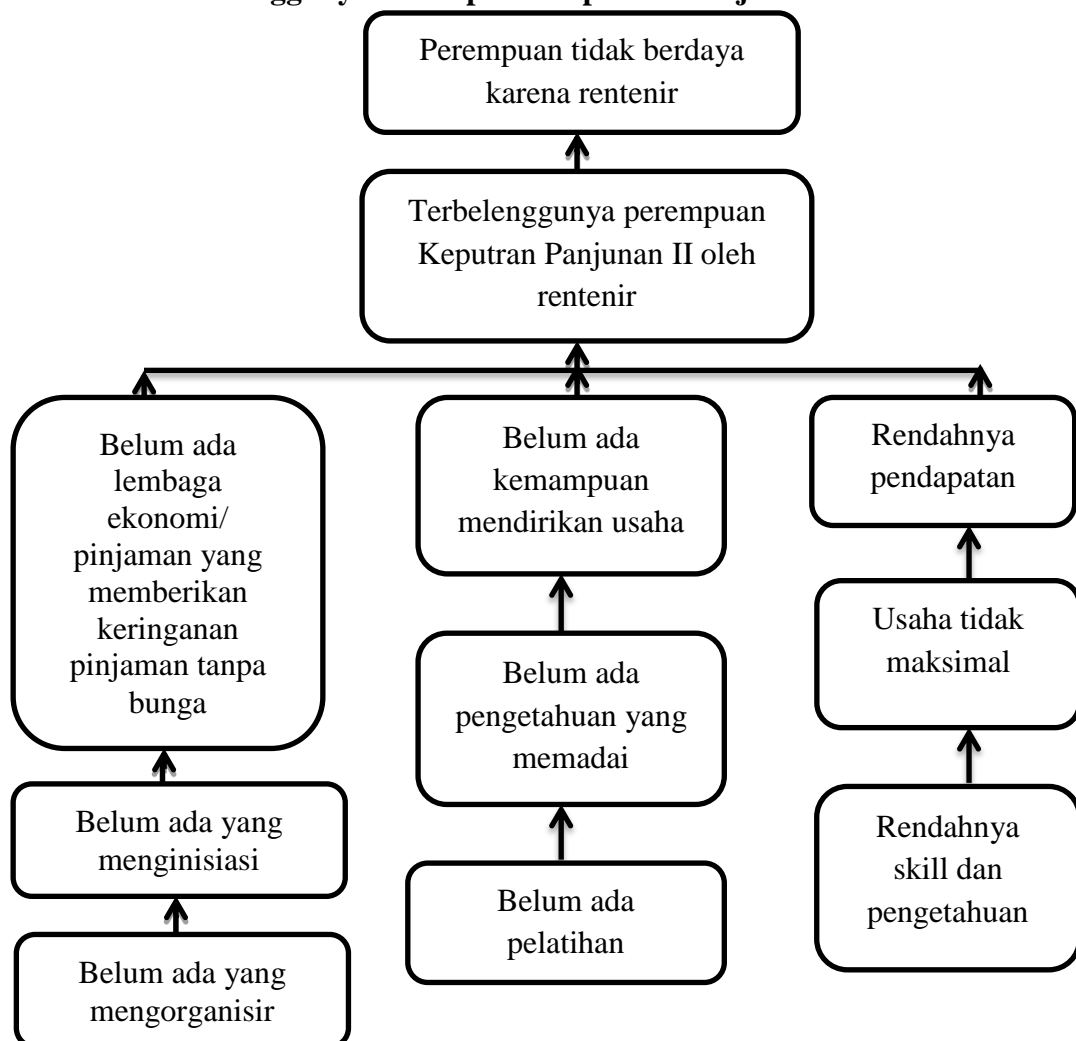 Perempuan tidak berdaya
karena rentenir
Terbelenggunya perempuan
Keputran Panjunan II oleh
rentenir
Belum ada
lembaga
ekonomi/
pinjaman yang
memberikan
keringanan
pinjaman tanpa
bunga
Belum ada
kemampuan
mendirikan usaha
Rendahnya
pendapatan
Belum ada
pengetahuan yang
memadai
Usaha tidak
maksimal
Belum ada yang
menginisiasi
Belum ada
pelatihan
Rendahnya
skill dan
pengetahuan
Belum ada yang
mengorganisir